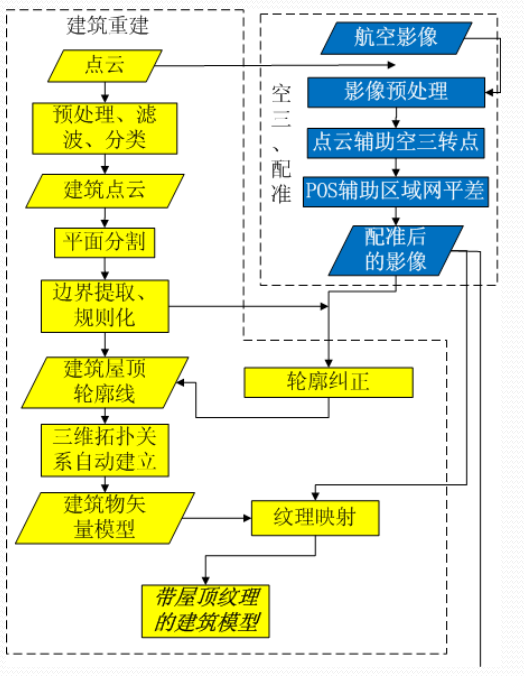 建筑重建
点云
预处理、滤
波、分类
建筑点云
平面分割
边界提取、
规则化
建筑屋顶
轮廓线
三维拓扑关
系自动建立
建筑物矢
量模型
航空影像
空
三
、
配
准
影像预处理
点云辅助空三转点
POS辅助区域网平差
配准后
的影像
轮廓纠正
纹理映射
带屋顶纹理
的建筑模型